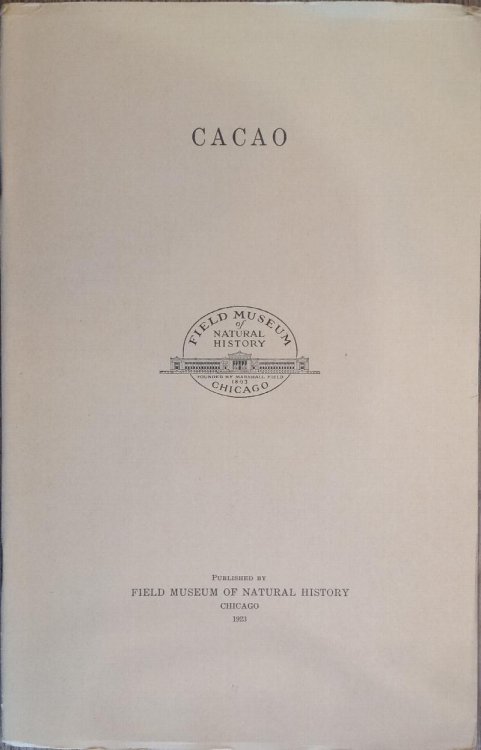 CACAO
FIELD MUSEUM
of
NATURAL
HISTORY
FOUNDED BY MARSHALL FIELD
1893
CHICAGO
PUBLISHED BY
FIELD MUSEUM OF NATURAL HISTORY
CHICAGO
1923